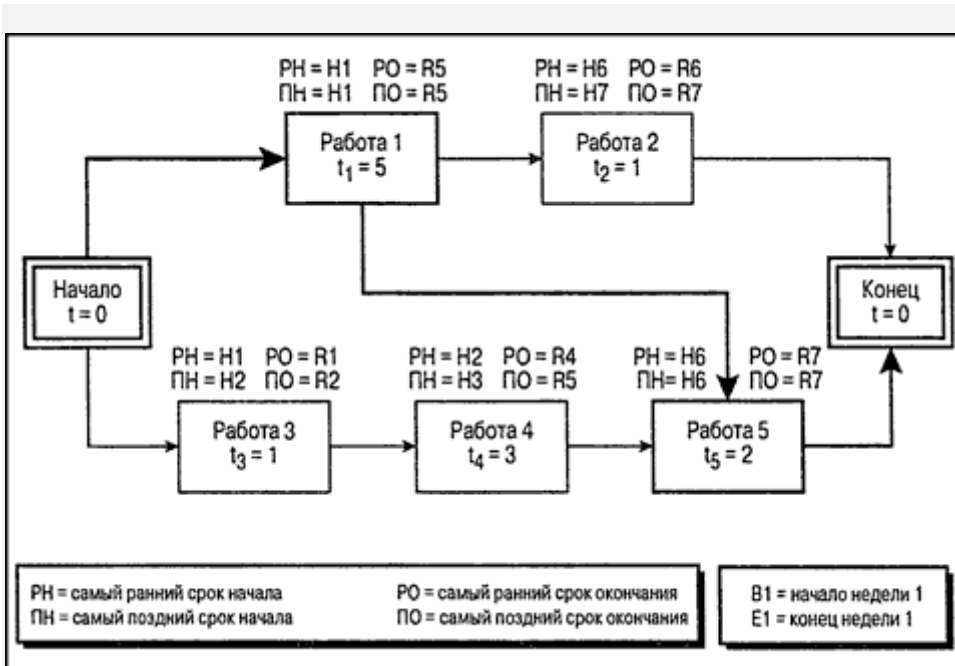 РН = Н1 РО = R5
ПН = Н1 ПО = R5
РН = Н6 РО = R6
ПН = Н7 ПО = R7
Работа 1
t1 = 5
Работа 2
t2 = 1
Начало
t = 0
Конец
t = 0
РН = Н1 РО = R1
ПН = Н2 ПО = R2
РН = Н2 РО = R4
ПН = Н3 ПО = R5
РН = Н6 РО = R7
ПН= Н6 ПО = R7
Работа 3
t3 = 1
Работа 4
t4 = 3
Работа 5
t5 = 2
РН = самый ранний срок начала
ПН = самый поздний срок начала
РО = самый ранний срок окончания
ПО = самый поздний срок окончания
В1 = начало недели 1
Е1 = конец недели 1